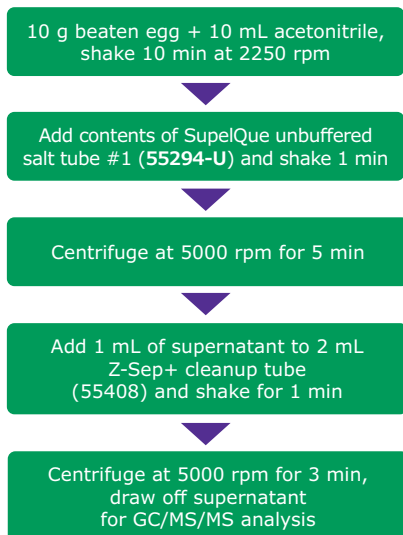 10 g beaten egg + 10 mL acetonitrile,
shake 10 min at 2250 rpm
Add contents of SupelQue unbuffered
salt tube #1 (55294-U) and shake 1 min
Centrifuge at 5000 rpm for 5 min
Add 1 mL of supernatant to 2 mL
Z-Sep+ cleanup tube
(55408) and shake for 1 min
Centrifuge at 5000 rpm for 3 min,
draw off supernatant
for GC/MS/MS analysis